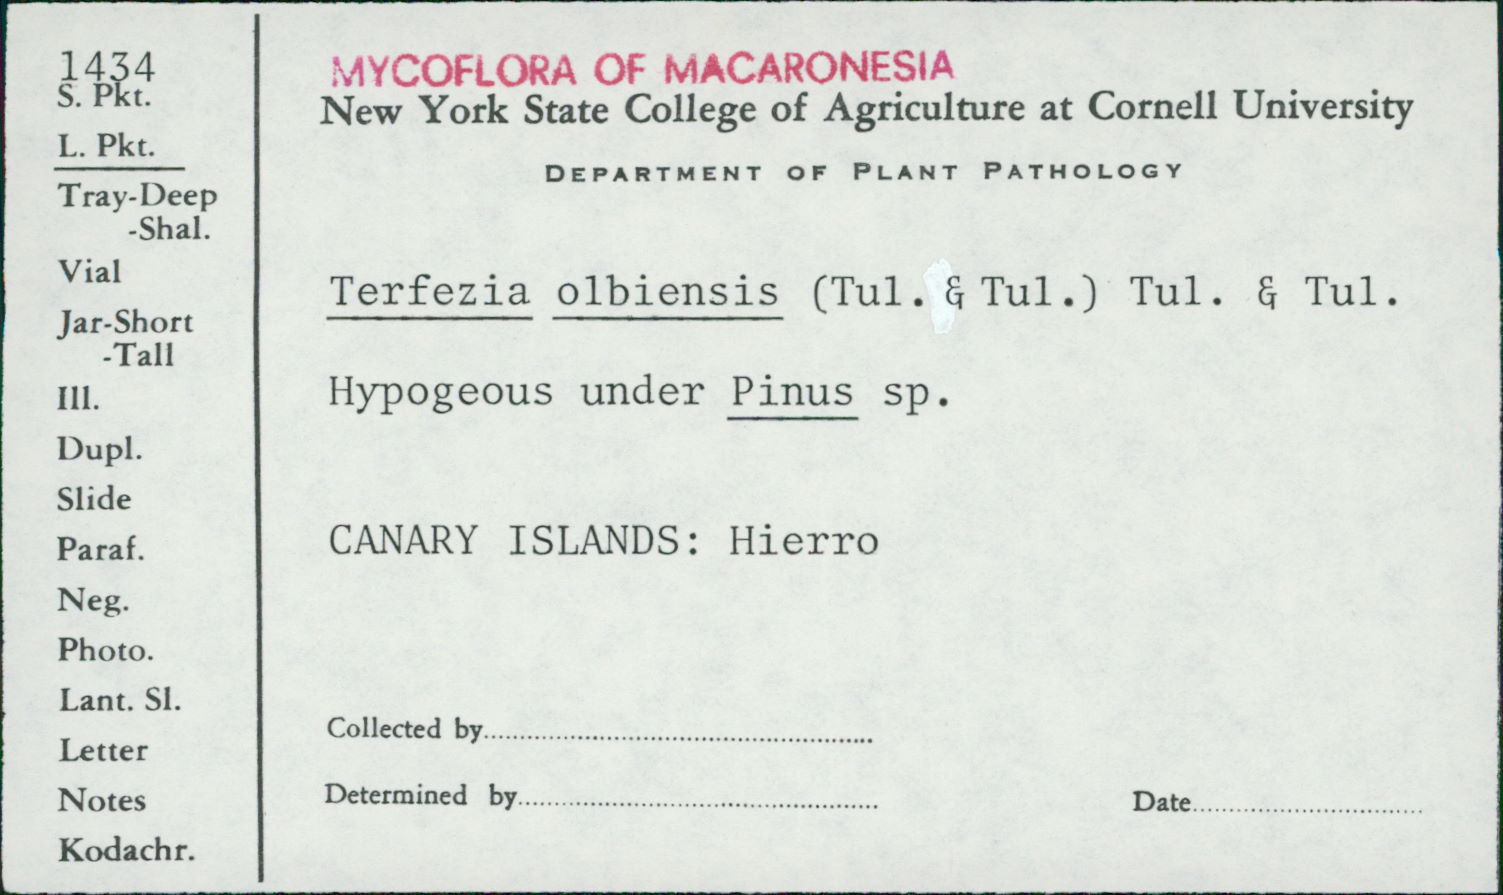 1434
S. Pkt.
L. Pkt.
Tray-Deep
-Shal.
Vial
Jar-Short
-Tall
Ill.
Dupl.
Slide
Paraf.
Neg.
Photo.
Lant. Sl.
Letter
Notes
Kodachr.
MYCOFLORA OF MACARONESIA
New York State College of Agriculture at Cornell University
DEPARTMENT OF PLANT PATHOLOGY
Terfezia olbiensis (Tul. & Tul.) Tul. & Tul.
Hypogeous under Pinus sp.
CANARY ISLANDS: Hierro
Collected by
Determined by
Date